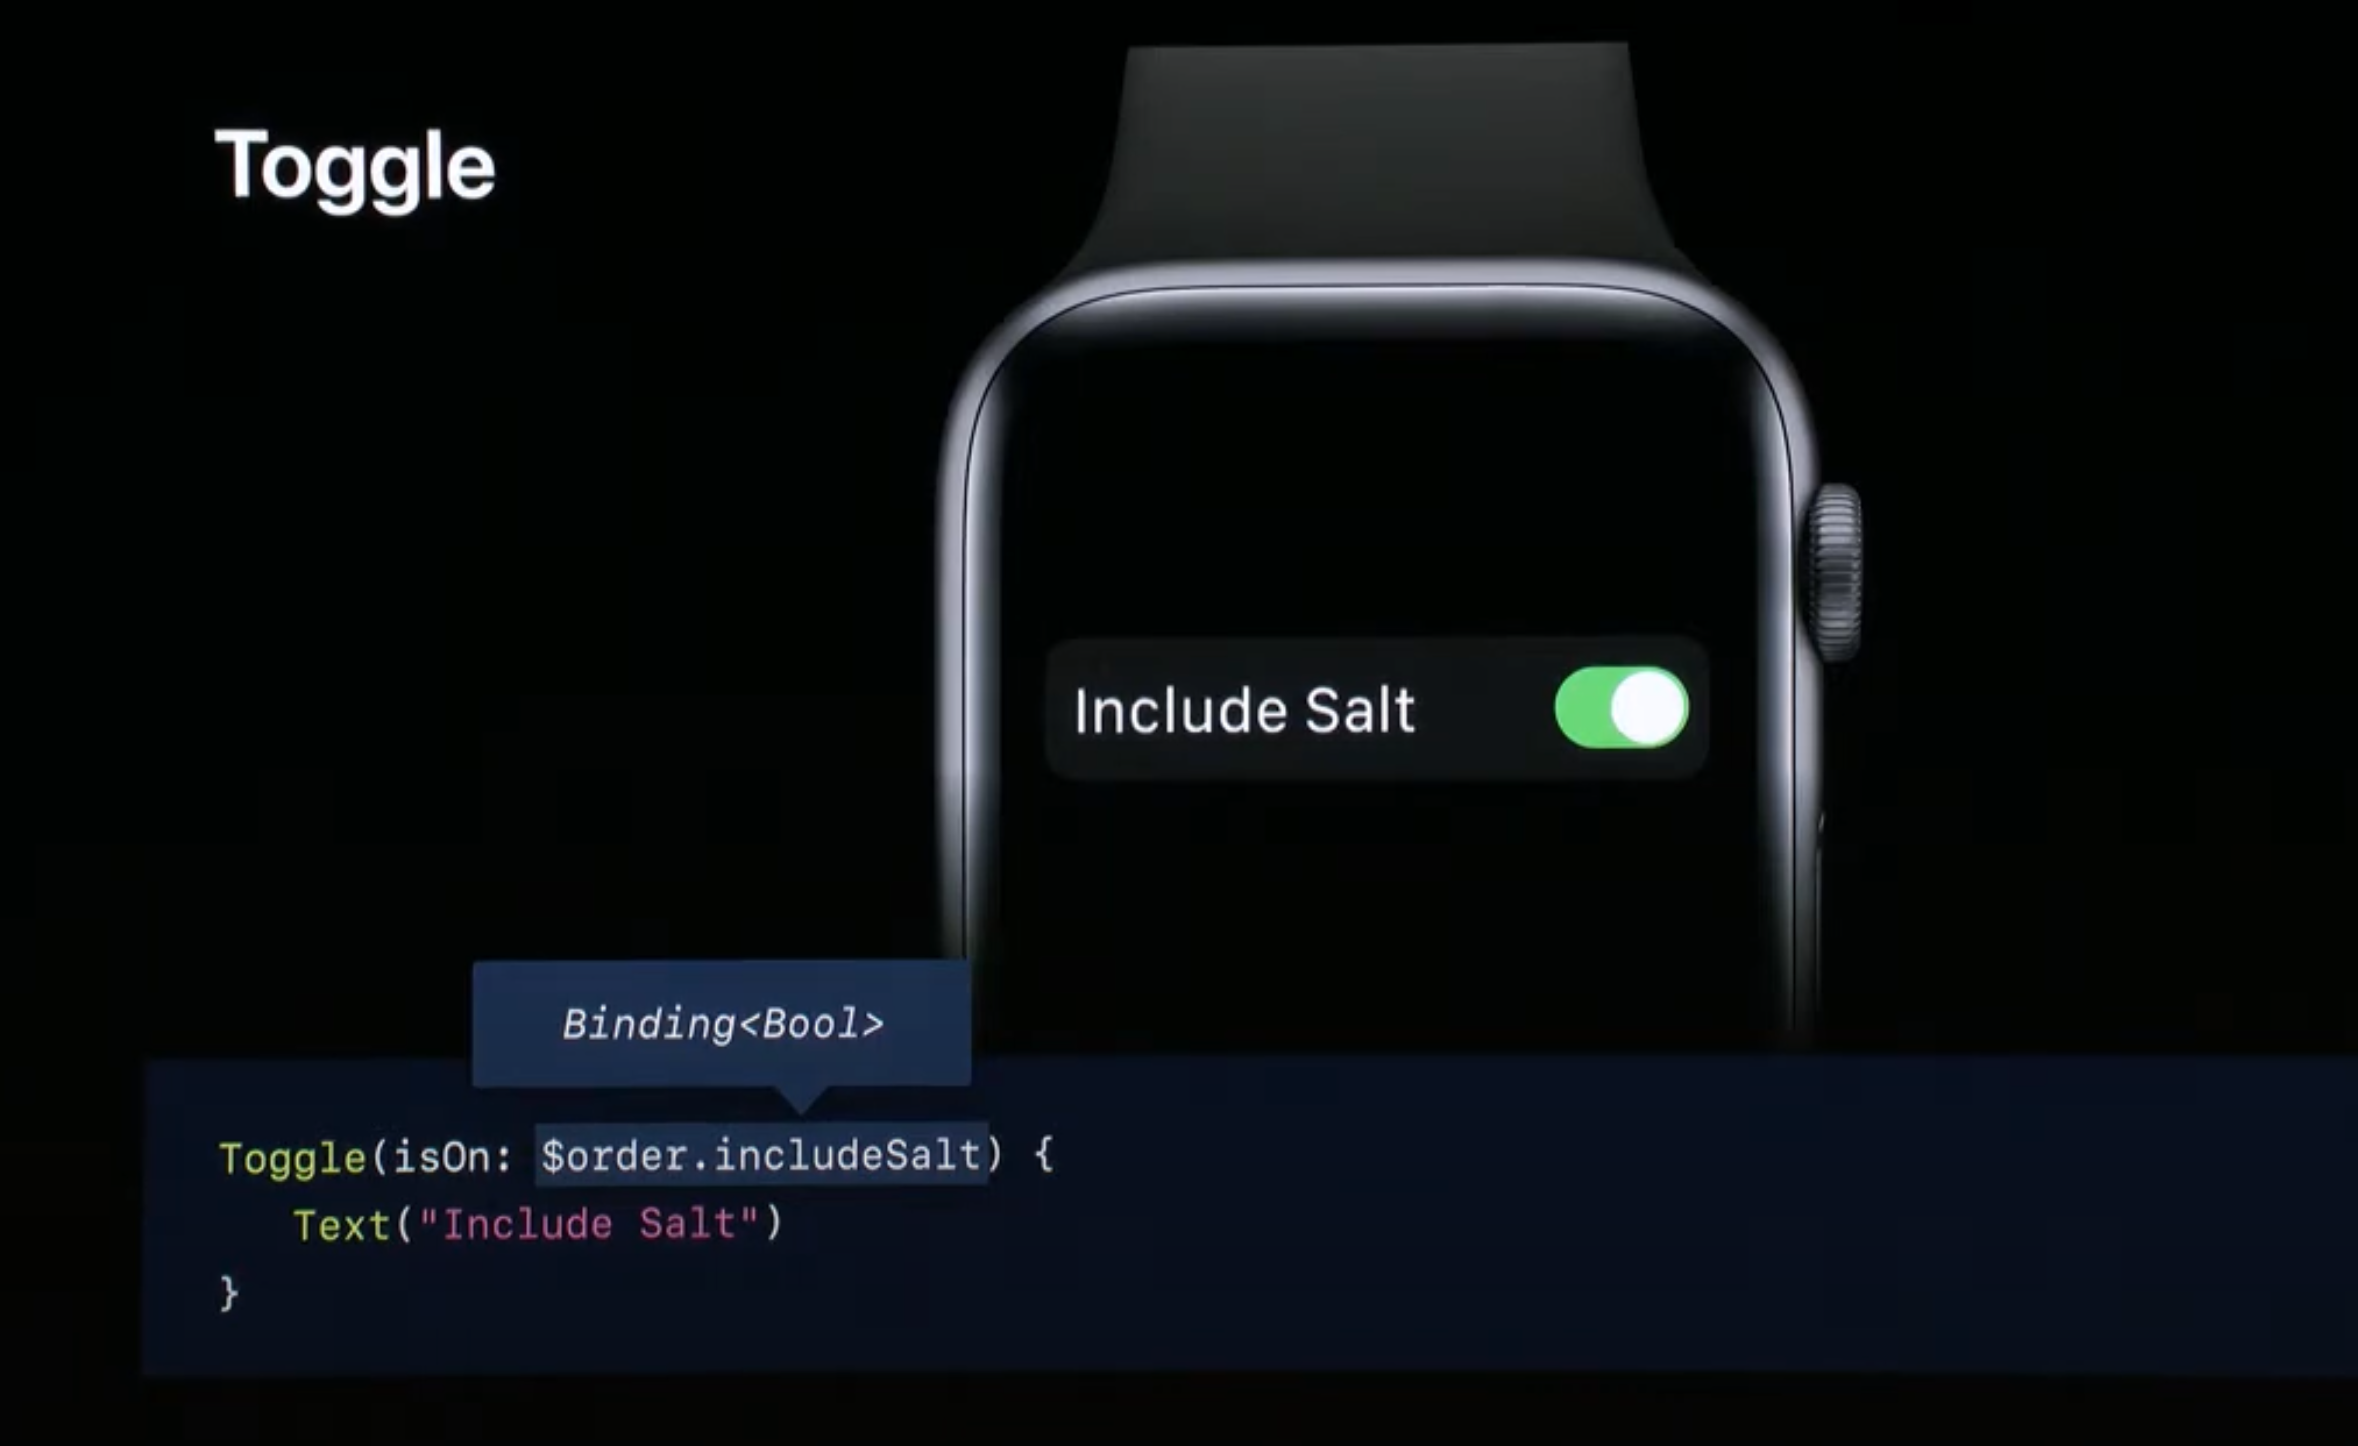 Toggle
Include Salt
Binding<Bool>
Toggle(isOn: $order.includeSalt) {
Text("Include Salt")
}